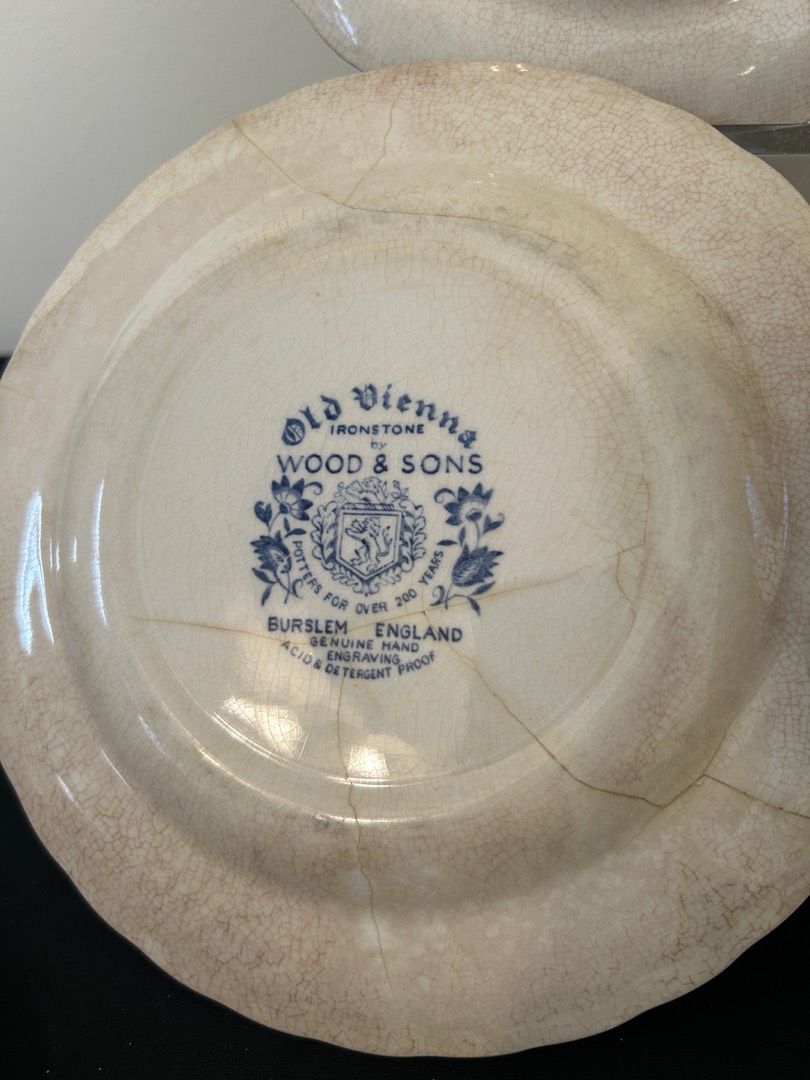 Old Vienna
IRONSTONE
by
WOOD & SONS
POTTERS FOR OVER 200 YEARS
BURSLEM ENGLAND
GENUINE HAND
ENGRAVING
ACID & DETERGENT PROOF